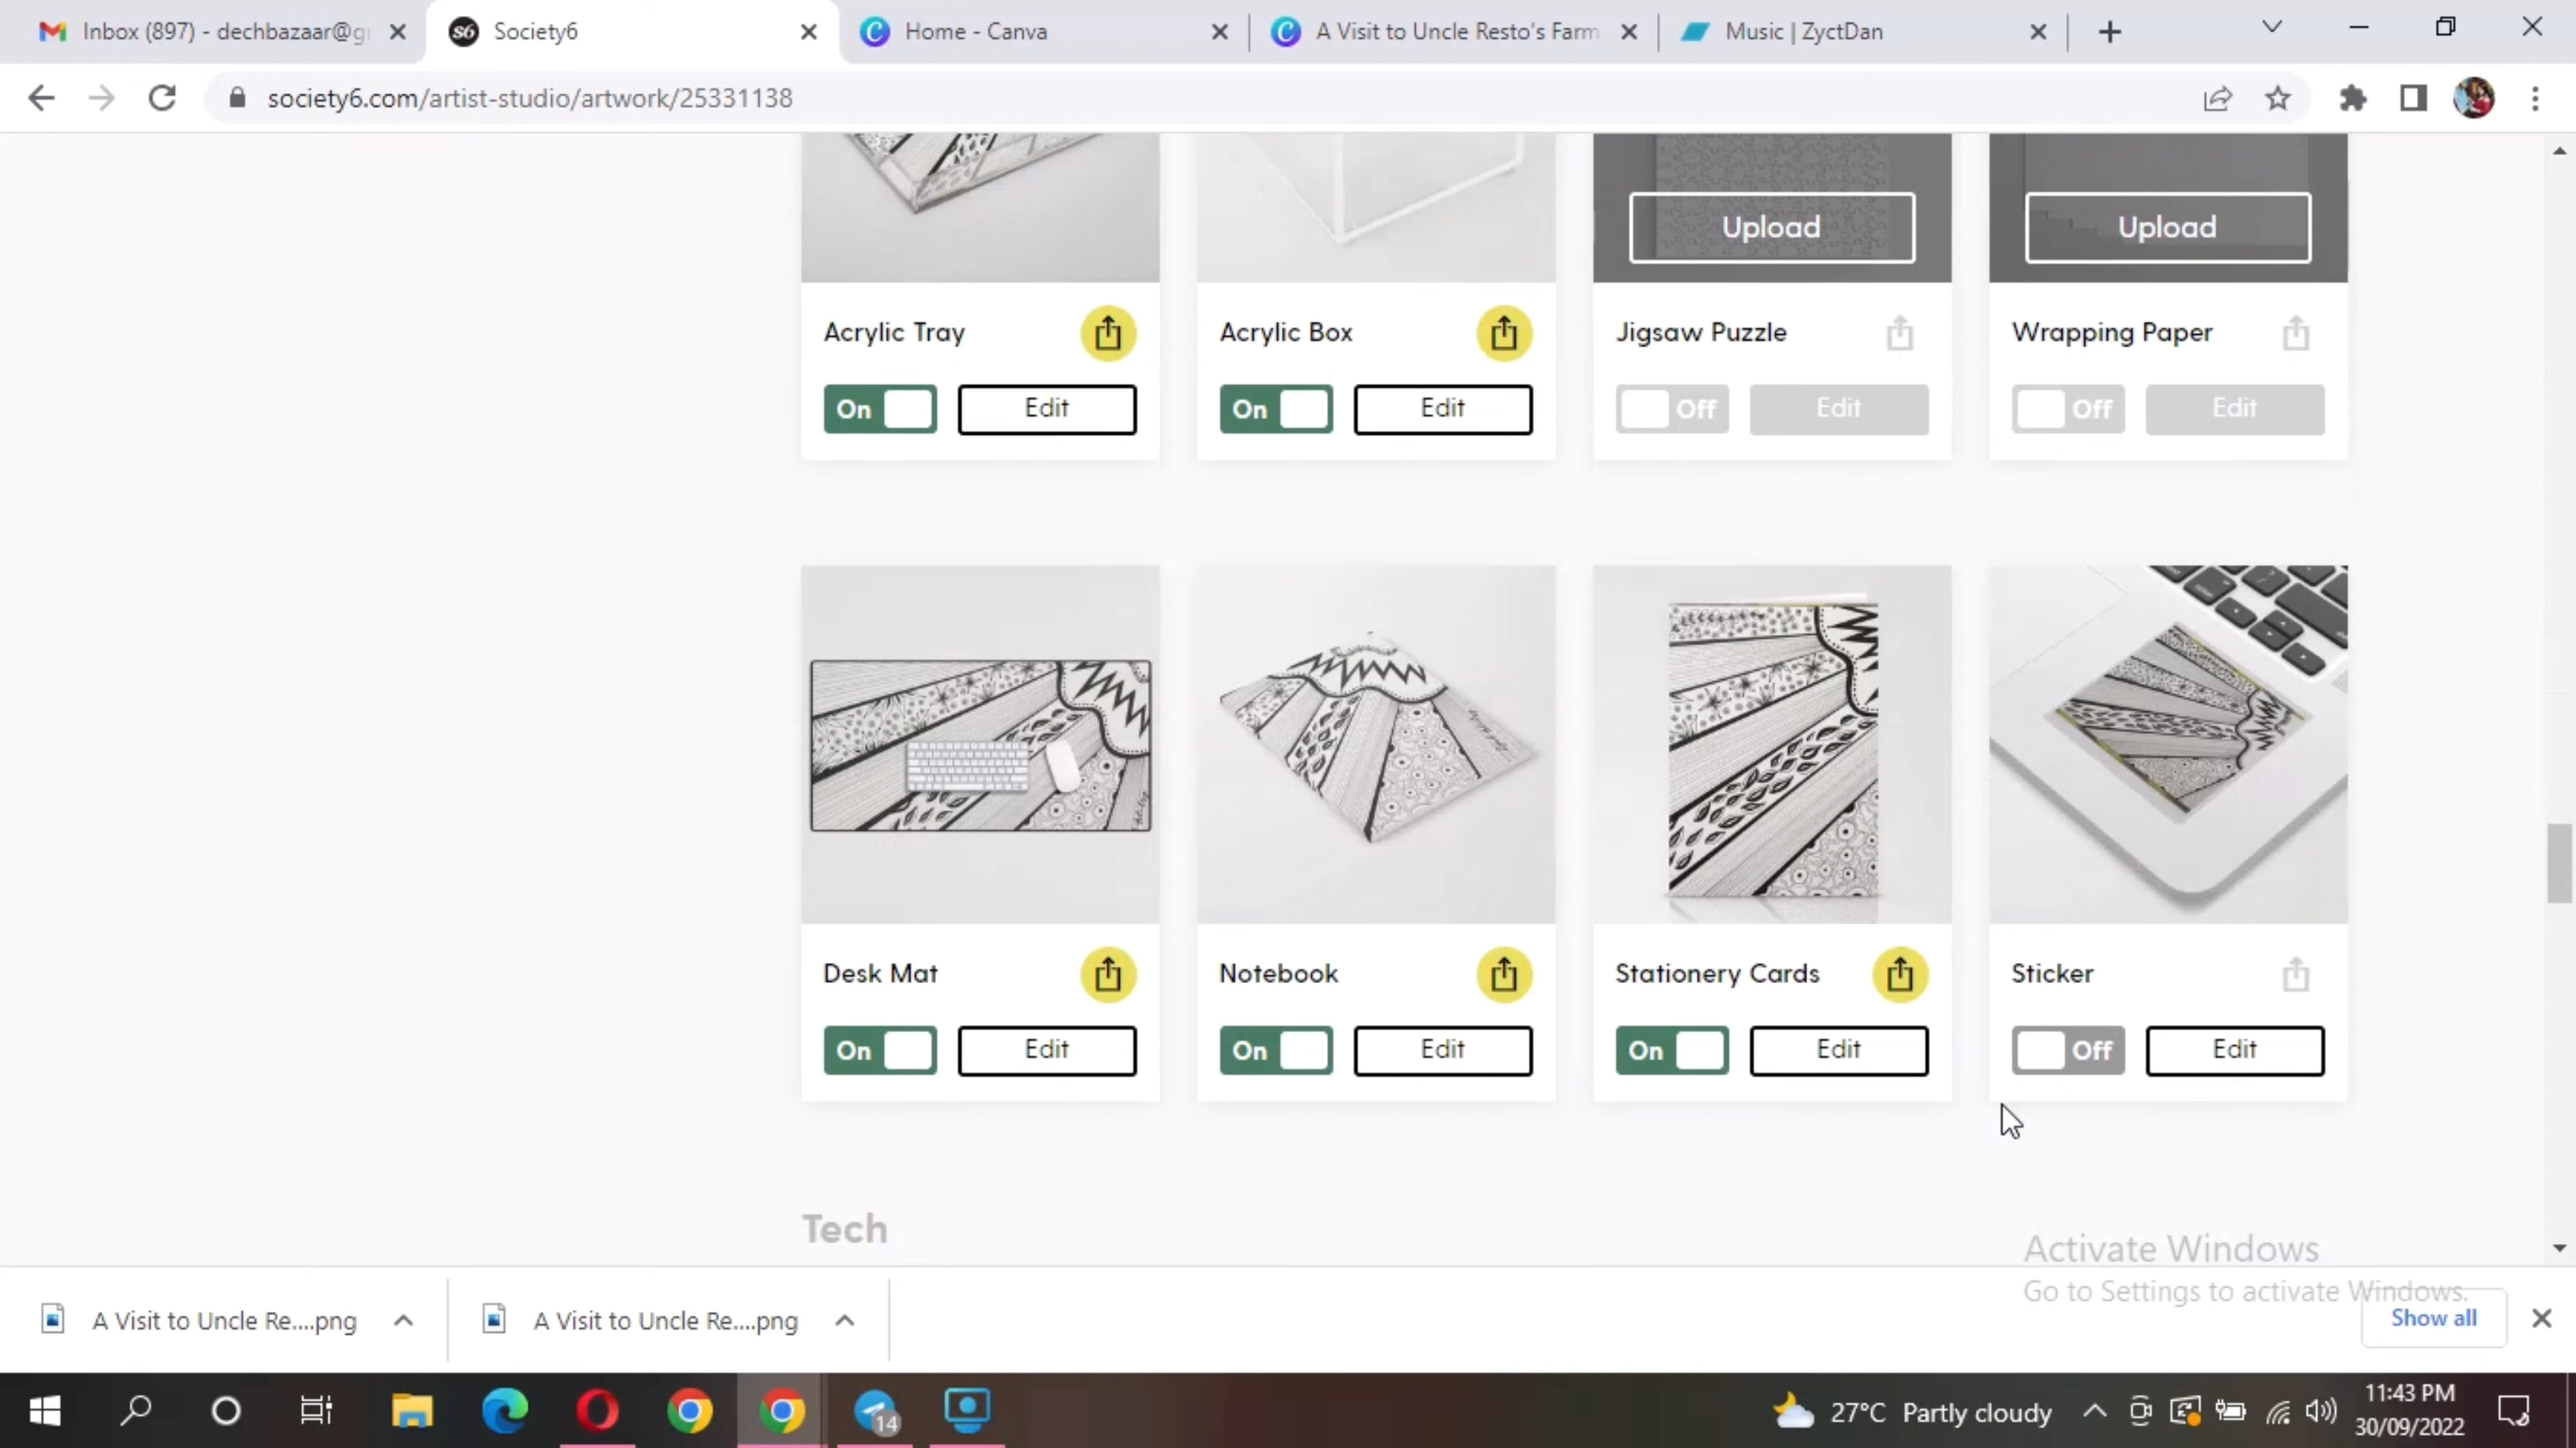 Inbox (897) - dechbazaar@g
Society6
Home - Canva
A Visit to Uncle Resto's Farm
Music | ZyctDan
society6.com/artist-studio/artwork/25331138
Upload
Upload
Acrylic Tray
Acrylic Box
Jigsaw Puzzle
Wrapping Paper
On Edit
On Edit
Off Edit
Off Edit
Desk Mat
Notebook
Stationery Cards
Sticker
On Edit
On Edit
On Edit
Off Edit
Tech
Activate Windows
Go to Settings to activate Windows.
A Visit to Uncle Re....png
A Visit to Uncle Re....png
Show all
14
27°C Partly cloudy
11:43 PM
30/09/2022